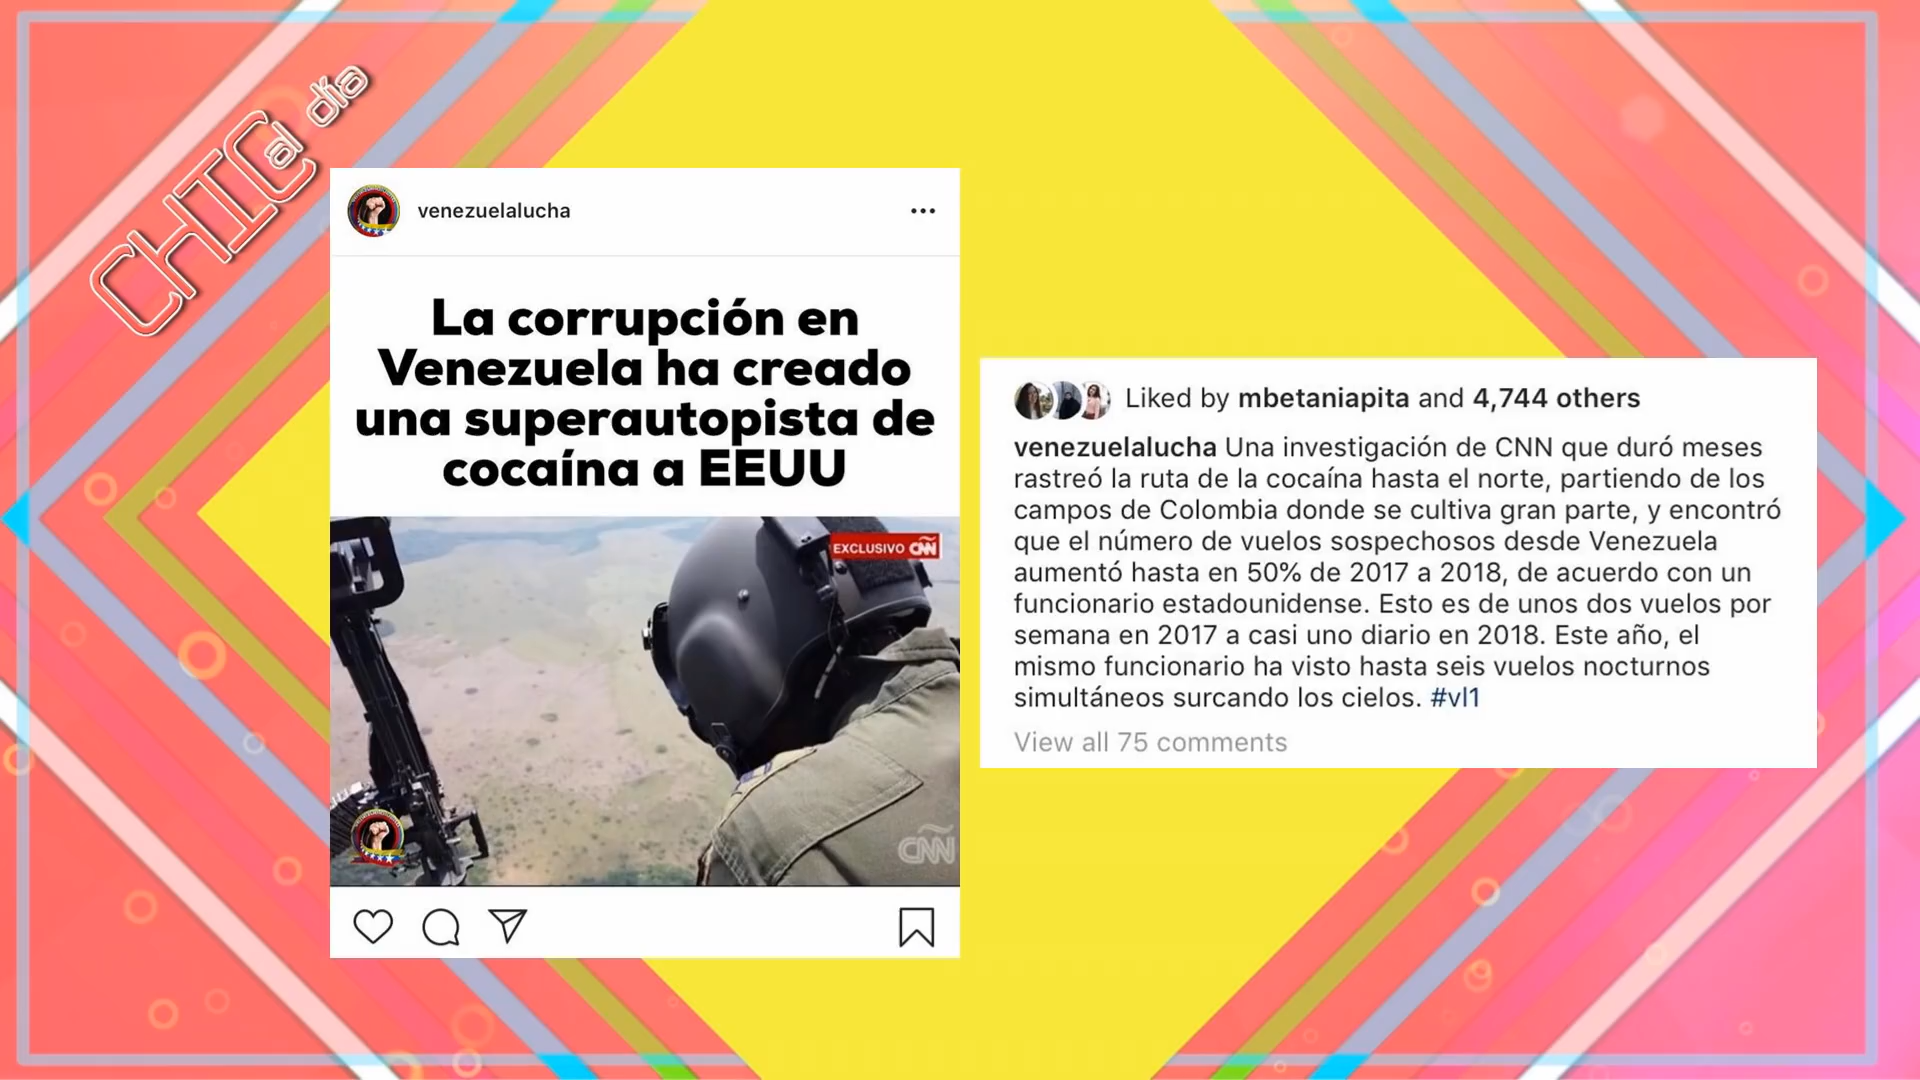 CHIC al día
venezuelalucha
La corrupción en
Venezuela ha creado
una superautopista de
cocaína a EEUU
EXCLUSIVO CNN
CNN
Liked by mbetaniapita and 4,744 others
venezuelalucha Una investigación de CNN que duró meses
rastreó la ruta de la cocaína hasta el norte, partiendo de los
campos de Colombia donde se cultiva gran parte, y encontró
que el número de vuelos sospechosos desde Venezuela
aumentó hasta en 50% de 2017 a 2018, de acuerdo con un
funcionario estadounidense. Esto es de unos dos vuelos por
semana en 2017 a casi uno diario en 2018. Este año, el
mismo funcionario ha visto hasta seis vuelos nocturnos
simultáneos surcando los cielos. #vl1
View all 75 comments